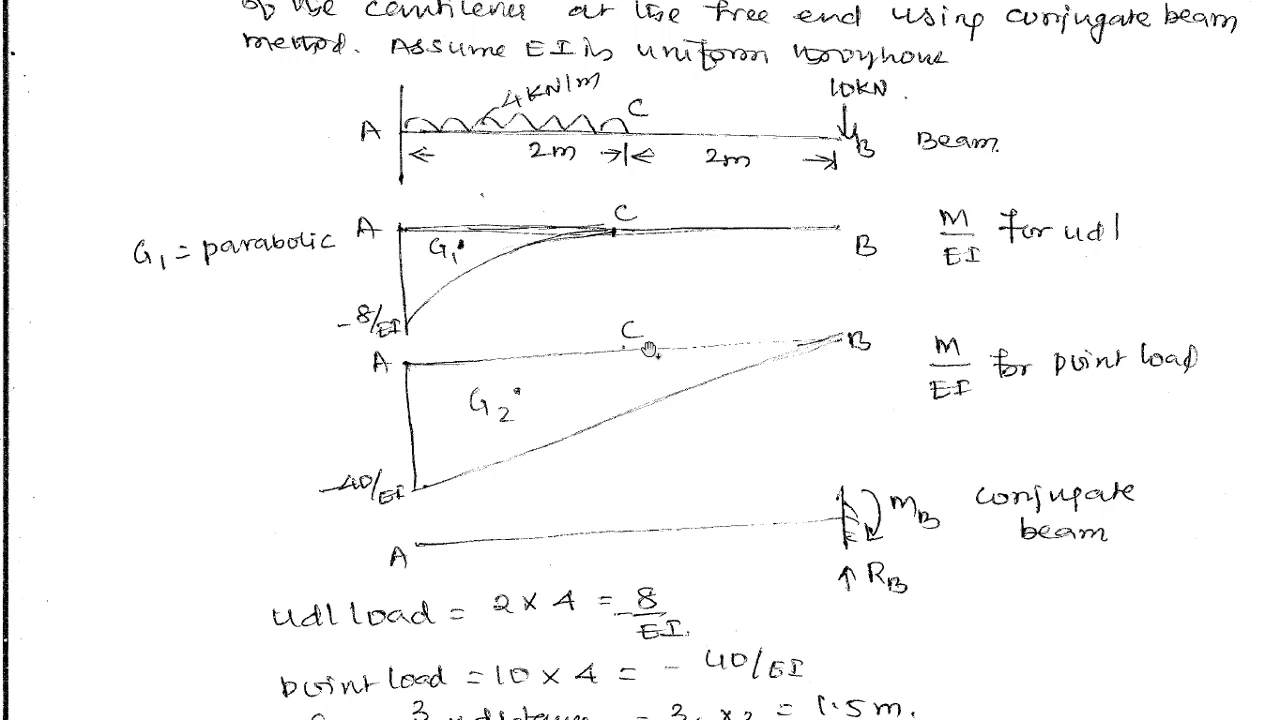 of the cantilever at the free end using conjugate beam
method. Assume EI is uniform
4KN/m
10KN.
A
C
B
Beam.
2m
2m
G₁ = parabolic
A
C
G₁
B
M/EI for udl
-8/EI
A
C
B
M/EI for point load
G₂
-40/EI
A
MB
conjugate
beam
RB
udl load = 2 × 4 = -8/EI.
point load = 10 × 4 = - 40/EI
= 1.5m.